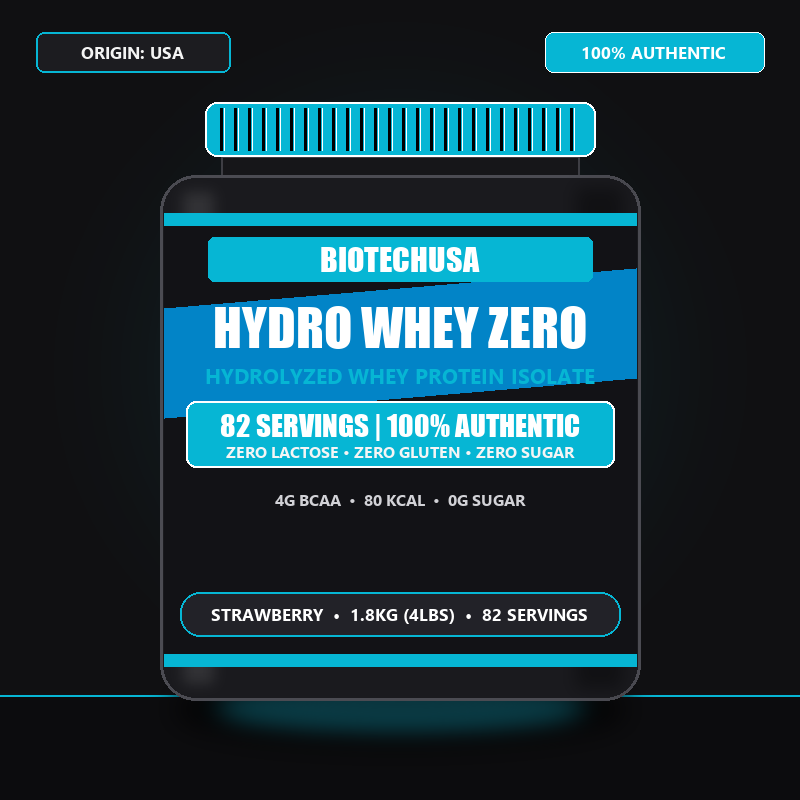 ORIGIN: USA
100% AUTHENTIC
BIOTECHUSA
HYDRO WHEY ZERO
HYDROLYZED WHEY PROTEIN ISOLATE
82 SERVINGS | 100% AUTHENTIC
ZERO LACTOSE • ZERO GLUTEN • ZERO SUGAR
4G BCAA • 80 KCAL • 0G SUGAR
STRAWBERRY • 1.8KG (4LBS) • 82 SERVINGS